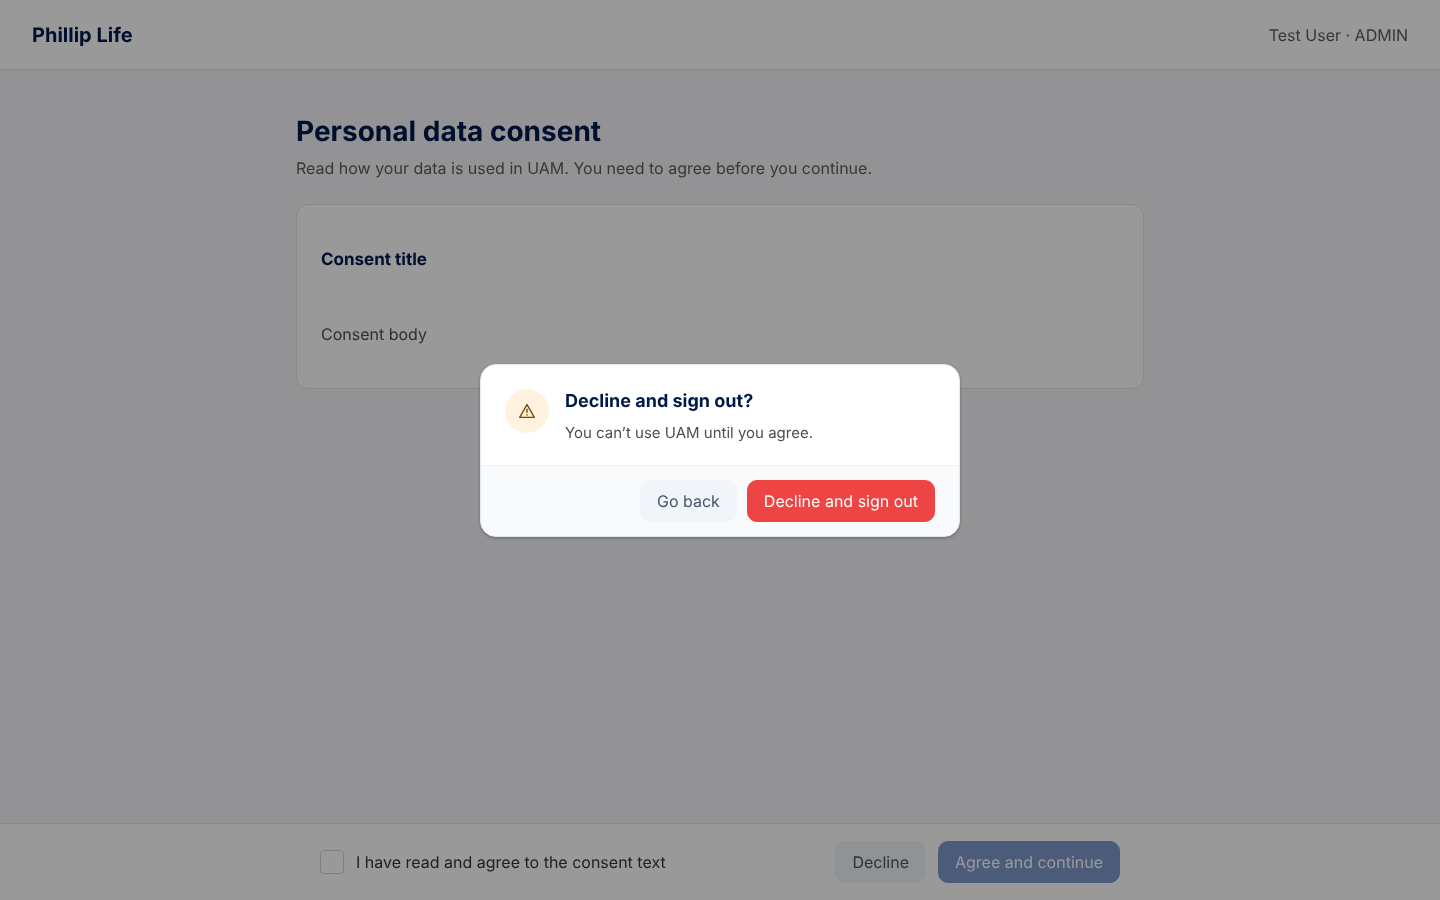 Phillip Life
Test User · ADMIN
Personal data consent
Read how your data is used in UAM. You need to agree before you continue.
Consent title
Consent body
Decline and sign out?
You can’t use UAM until you agree.
Go back
Decline and sign out
I have read and agree to the consent text
Decline
Agree and continue